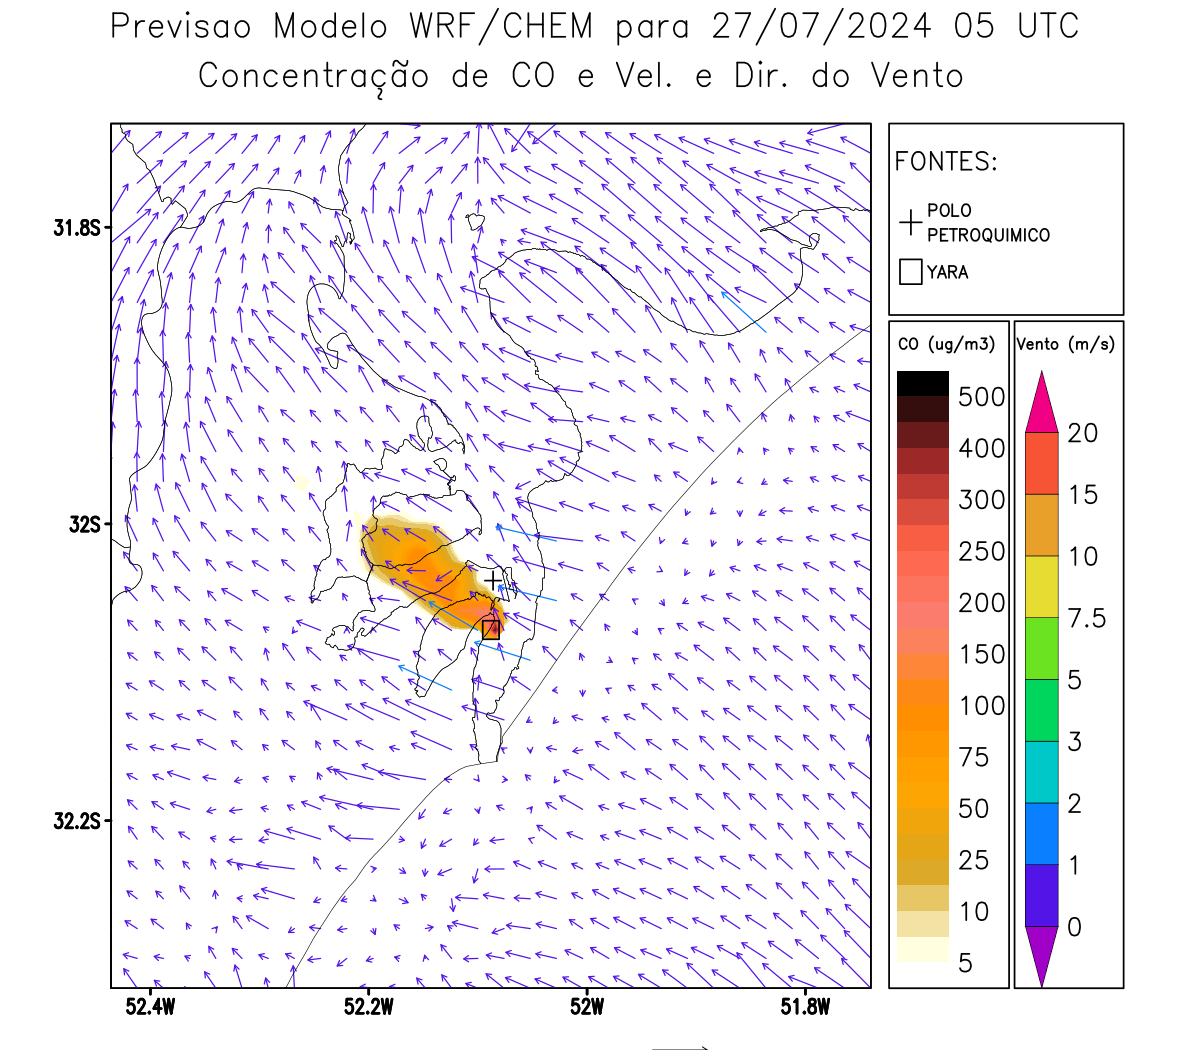 Previsao Modelo WRF/CHEM para 27/07/2024 05 UTC
Concentração de CO e Vel. e Dir. do Vento
FONTES:
POLO
PETROQUIMICO
YARA
31.8S
32S
32.2S
52.4W
52.2W
52W
51.8W
CO (ug/m3)
500
400
300
250
200
150
100
75
50
25
10
5
Vento (m/s)
20
15
10
7.5
5
3
2
1
0